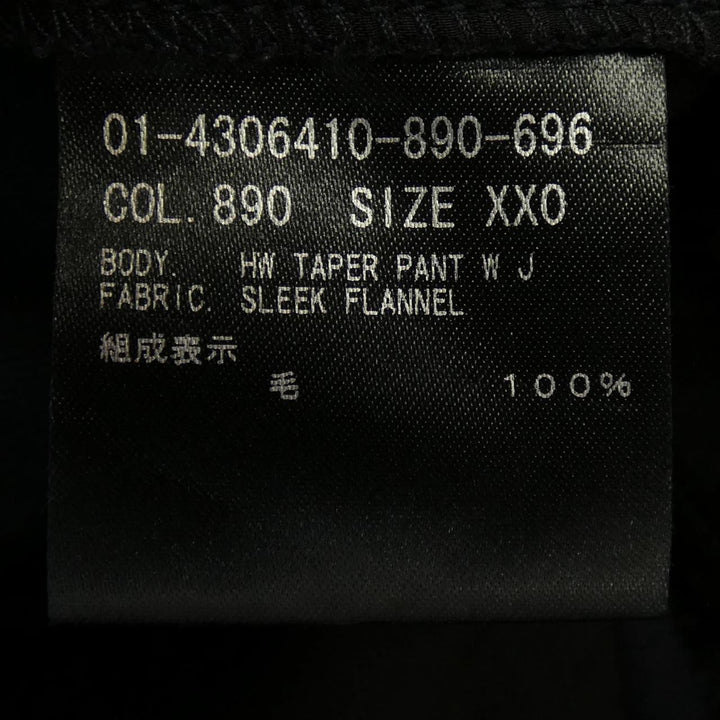 01-4306410-890-696
COL. 890 SIZE XXO
BODY. HW TAPER PANT W J
FABRIC. SLEEK FLANNEL
組成表示
毛 100%